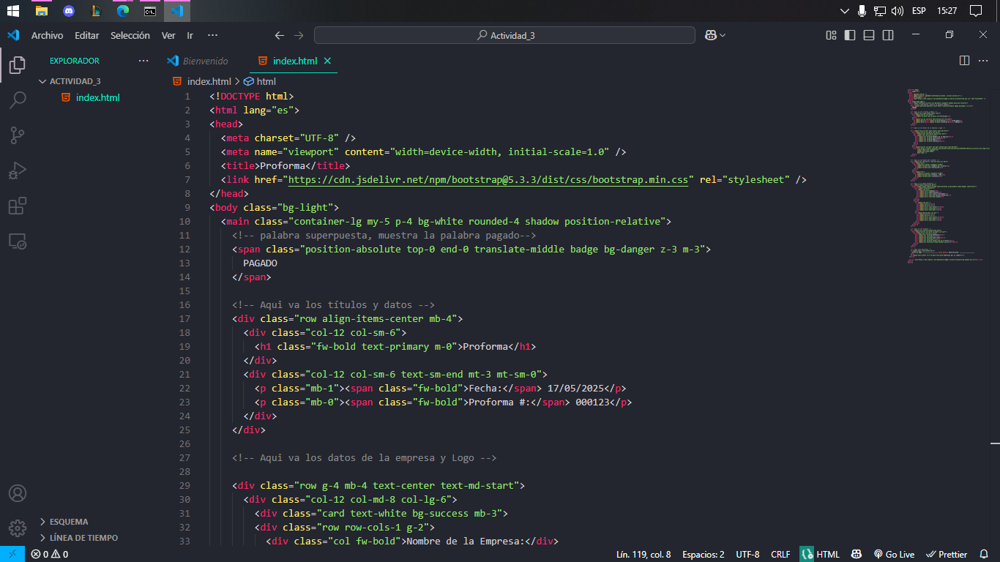 ESP 15:27
Archivo Editar Selección Ver Ir ··· Actividad_3
EXPLORADOR ···
Bienvenido index.html
ACTIVIDAD_3
index.html
index.html > html
1 <!DOCTYPE html>
2 <html lang="es">
3 <head>
4 <meta charset="UTF-8" />
5 <meta name="viewport" content="width=device-width, initial-scale=1.0" />
6 <title>Proforma</title>
7 <link href="https://cdn.jsdelivr.net/npm/bootstrap@5.3.3/dist/css/bootstrap.min.css" rel="stylesheet" />
8 </head>
9 <body class="bg-light">
10 <main class="container-lg my-5 p-4 bg-white rounded-4 shadow position-relative">
11 <!-- palabra superpuesta, muestra la palabra pagado-->
12 <span class="position-absolute top-0 end-0 translate-middle badge bg-danger z-3 m-3">
13 PAGADO
14 </span>
15
16 <!-- Aqui va los títulos y datos -->
17 <div class="row align-items-center mb-4">
18 <div class="col-12 col-sm-6">
19 <h1 class="fw-bold text-primary m-0">Proforma</h1>
20 </div>
21 <div class="col-12 col-sm-6 text-sm-end mt-3 mt-sm-0">
22 <p class="mb-1"><span class="fw-bold">Fecha:</span> 17/05/2025</p>
23 <p class="mb-0"><span class="fw-bold">Proforma #:</span> 000123</p>
24 </div>
25 </div>
26
27 <!-- Aqui va los datos de la empresa y Logo -->
28
29 <div class="row g-4 mb-4 text-center text-md-start">
30 <div class="col-12 col-md-8 col-lg-6">
31 <div class="card text-white bg-success mb-3">
32 <div class="row row-cols-1 g-2">
33 <div class="col fw-bold">Nombre de la Empresa:</div>
ESQUEMA
LÍNEA DE TIEMPO
0 0 Lín. 119, col. 8 Espacios: 2 UTF-8 CRLF HTML Go Live Prettier